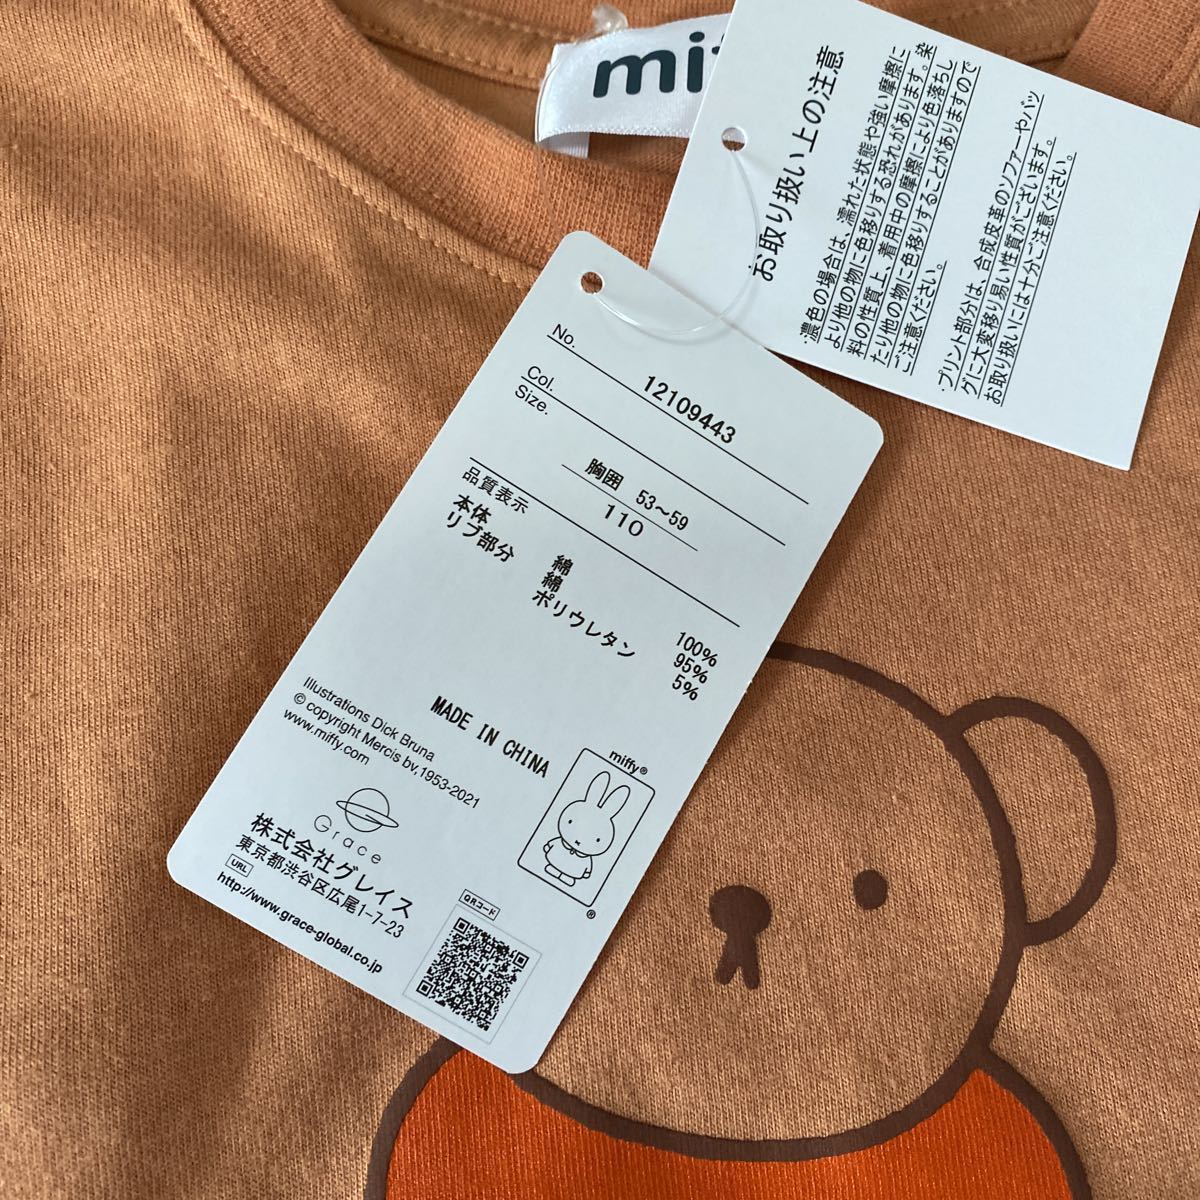 お取り扱い上の注意
・濃色の場合は、濡れた状態や強い摩擦に
より他の物に色移りする恐れがあります。染
料の性質上、着用中の摩擦により色落ちし
たり他の物に色移りすることがありますので
ご注意ください。
・プリント部分は、合成皮革のソファーやバッ
グに大変移り易い性質がございます。
お取り扱いには十分ご注意ください。
No. 12109443
Col.
Size.
胸囲 53～59
110
品質表示
本体 綿 100%
リブ部分 綿 95%
ポリウレタン 5%
MADE IN CHINA
Illustrations Dick Bruna
© copyright Mercis bv,1953-2021
www.miffy.com
miffy®
®
Grace
株式会社グレイス
東京都渋谷区広尾1-7-23
URL
http://www.grace-global.co.jp
QRコード